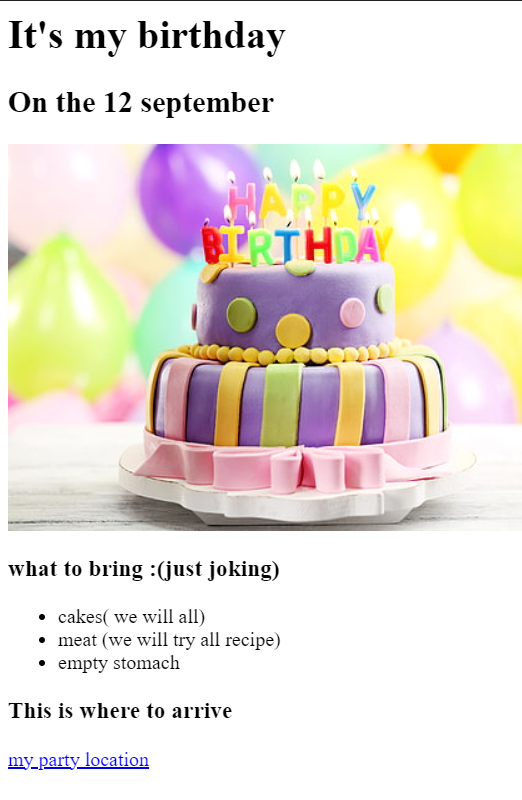 It's my birthday
On the 12 september
HAPPY
BIRTHDAY
what to bring :(just joking)
cakes( we will all)
meat (we will try all recipe)
empty stomach
This is where to arrive
my party location